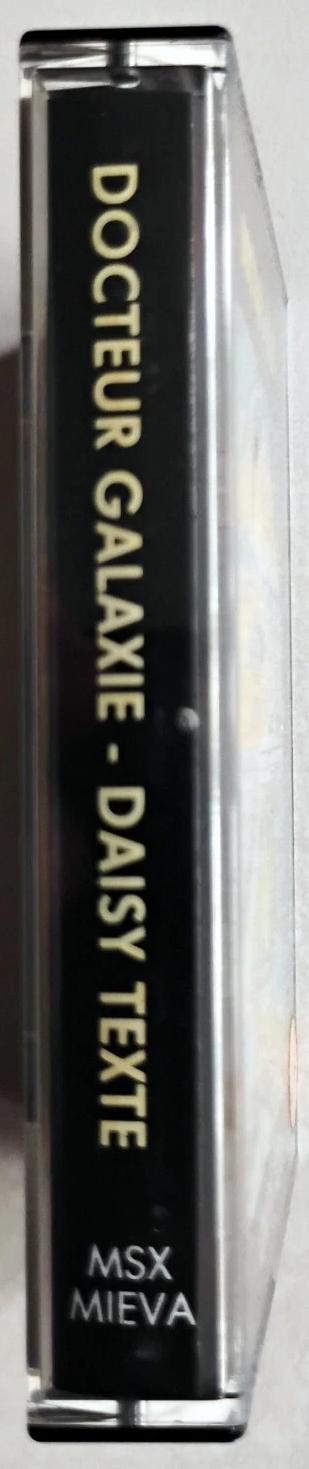 DOCTEUR GALAXIE - DAISY TEXTE
MSX
MIEVA